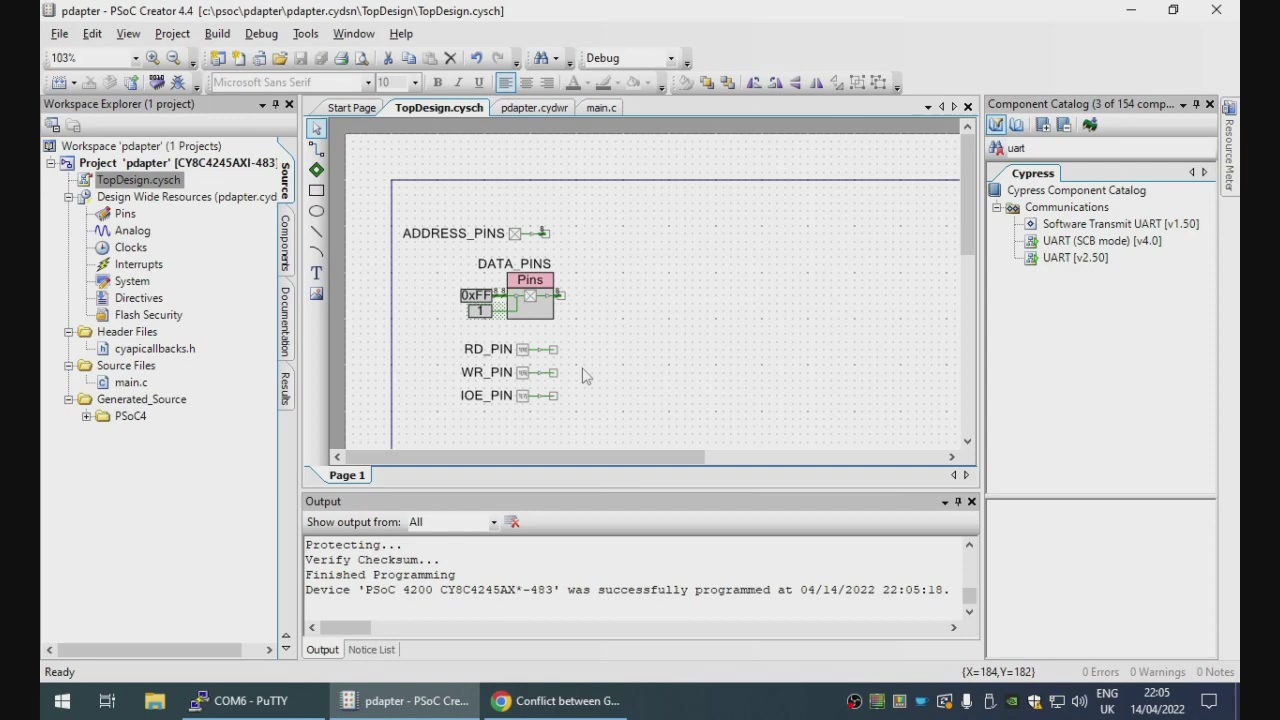 pdapter - PSoC Creator 4.4 [c:\psoc\pdapter\pdapter.cydsn\TopDesign\TopDesign.cysch]
File Edit View Project Build Debug Tools Window Help
103% Debug
Microsoft Sans Serif 10 B I U
Workspace Explorer (1 project)
Workspace 'pdapter' (1 Projects)
Project 'pdapter' [CY8C4245AXI-483]
TopDesign.cysch
Design Wide Resources (pdapter.cyd
Pins
Analog
Clocks
Interrupts
System
Directives
Flash Security
Header Files
cyapicallbacks.h
Source Files
main.c
Generated_Source
PSoC4
Source
Components
Documentation
Results
Start Page TopDesign.cysch pdapter.cydwr main.c
T
ADDRESS_PINS
DATA_PINS
Pins
0xFF
1
RD_PIN
WR_PIN
IOE_PIN
Page 1
Output
Show output from: All
Protecting...
Verify Checksum...
Finished Programming
Device 'PSoC 4200 CY8C4245AX*-483' was successfully programmed at 04/14/2022 22:05:18.
Output Notice List
Component Catalog (3 of 154 comp...
uart
Cypress
Cypress Component Catalog
Communications
Software Transmit UART [v1.50]
UART (SCB mode) [v4.0]
UART [v2.50]
Resource Meter
Ready {X=184,Y=182} 0 Errors 0 Warnings 0 Notes
COM6 - PuTTY pdapter - PSoC Cre... Conflict between G...
ENG
UK
22:05
14/04/2022